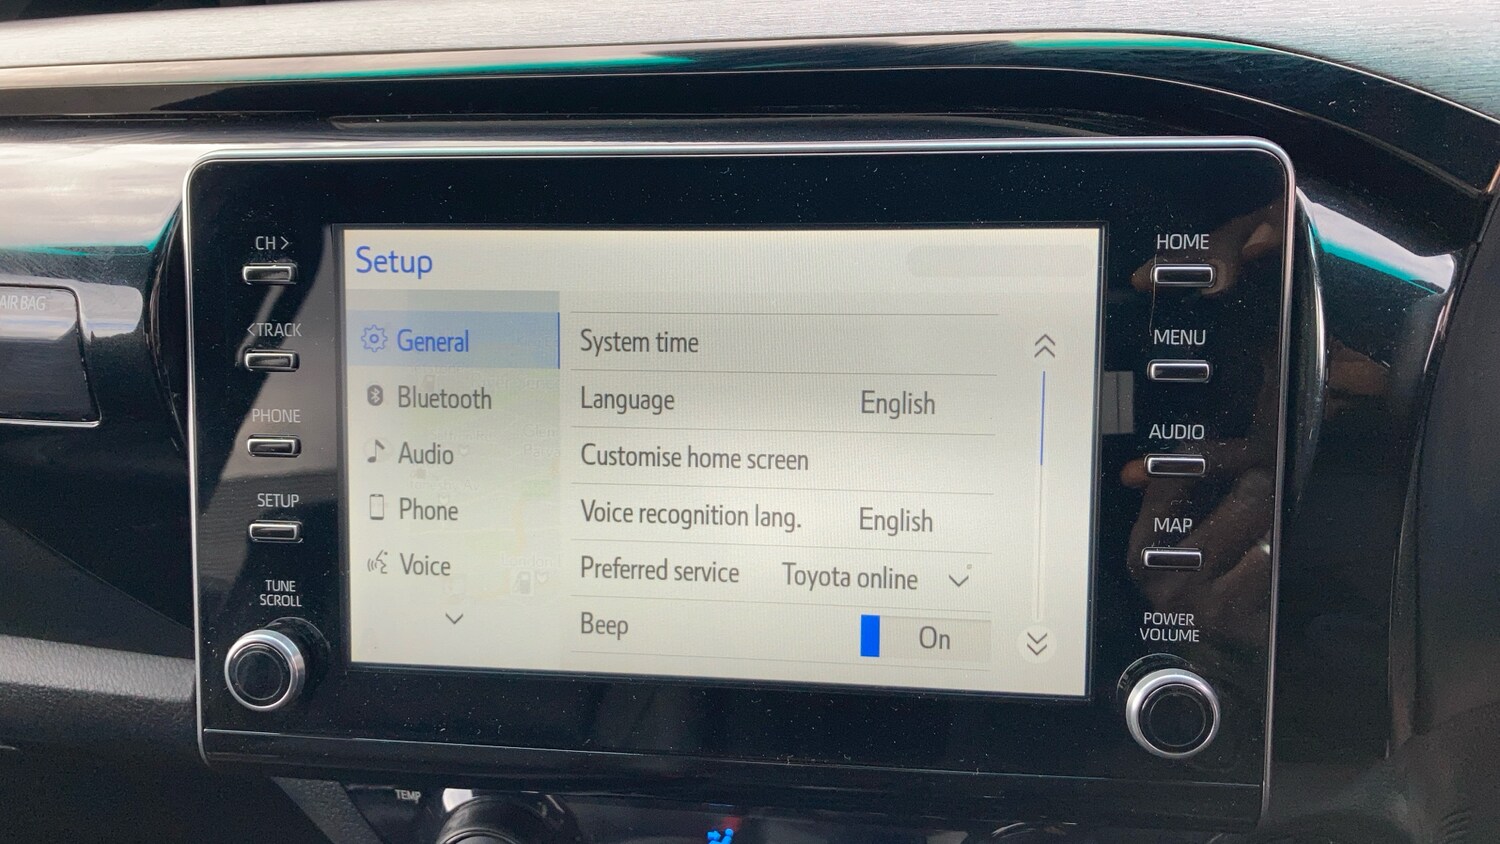 AIR BAG
CH >
<TRACK
PHONE
SETUP
TUNE
SCROLL
Setup
General
Bluetooth
Audio
Phone
Voice
System time
Language English
Customise home screen
Voice recognition lang. English
Preferred service Toyota online
Beep On
HOME
MENU
AUDIO
MAP
POWER
VOLUME
TEMP